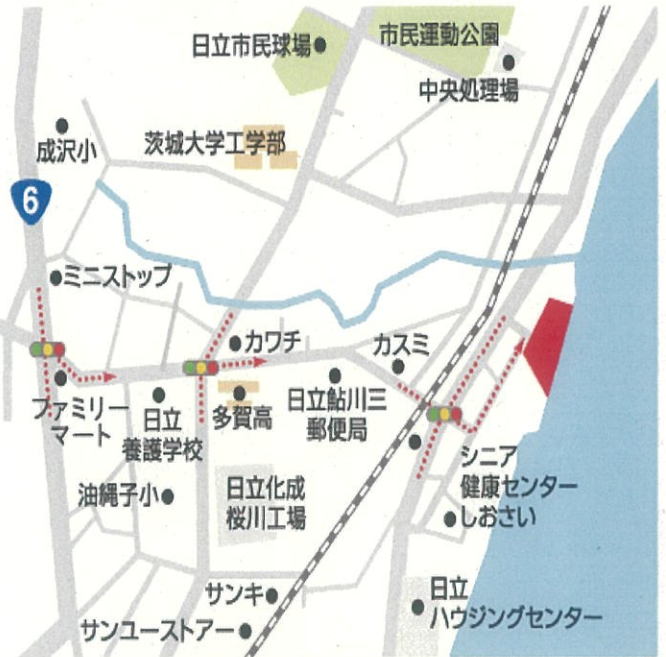 日立市民球場
市民運動公園
中央処理場
成沢小
茨城大学工学部
6
ミニストップ
カワチ
カスミ
ファミリー
マート
日立
養護学校
多賀高
日立鮎川三
郵便局
シニア
健康センター
しおさい
油縄子小
日立化成
桜川工場
サンキ
サンユーストアー
日立
ハウジングセンター